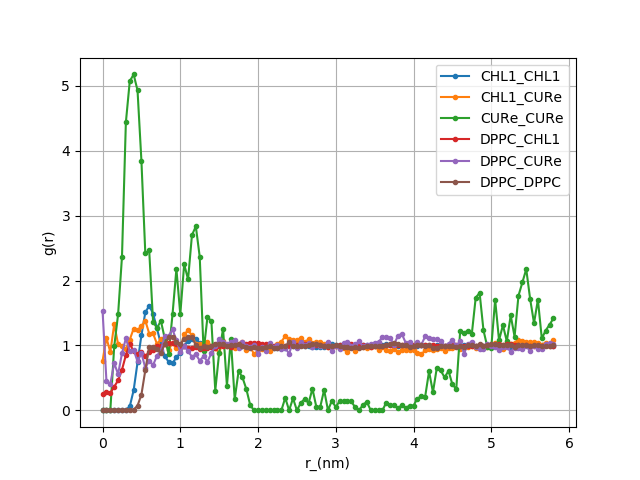 CHL1_CHL1
CHL1_CURe
CURe_CURe
DPPC_CHL1
DPPC_CURe
DPPC_DPPC
g(r)
5
4
3
2
1
0
0 1 2 3 4 5 6
r_(nm)